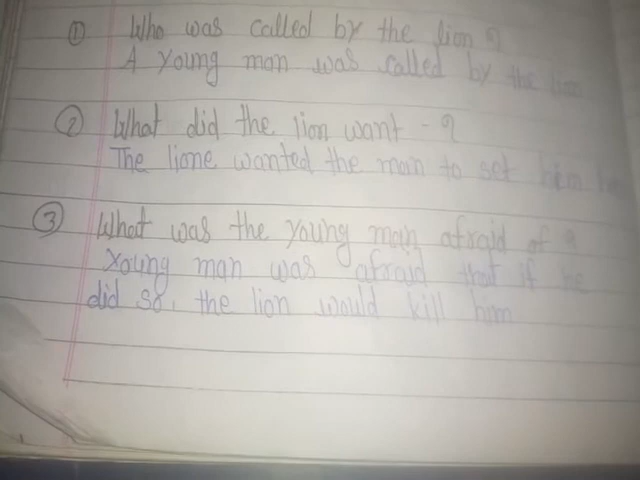 ① Who was called by the lion ?
A young man was called by the lion
② What did the lion want - ?
The lione wanted the man to set him
③ What was the young man afraid of ?
Young man was afraid that if he
did so, the lion would kill him